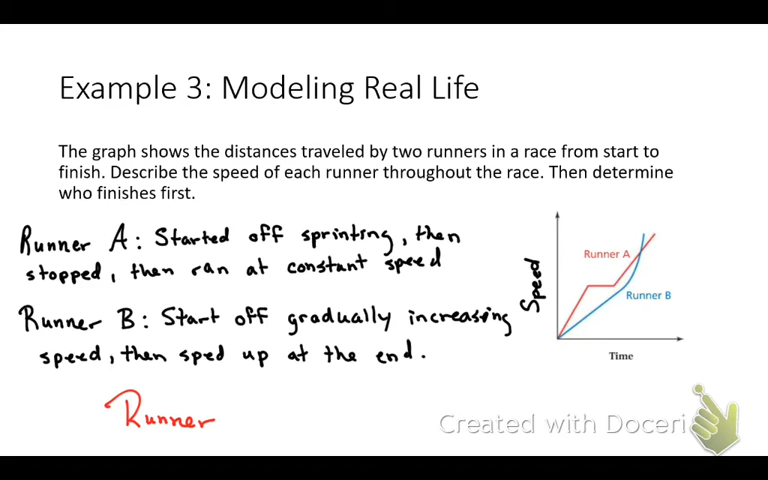 Example 3: Modeling Real Life
The graph shows the distances traveled by two runners in a race from start to
finish. Describe the speed of each runner throughout the race. Then determine
who finishes first.
Runner A: Started off sprinting, then
stopped, then ran at constant speed
Runner B: Start off gradually increasing
speed, then sped up at the end.
Runner
Speed
Runner A
Runner B
Time
Created with Doceri